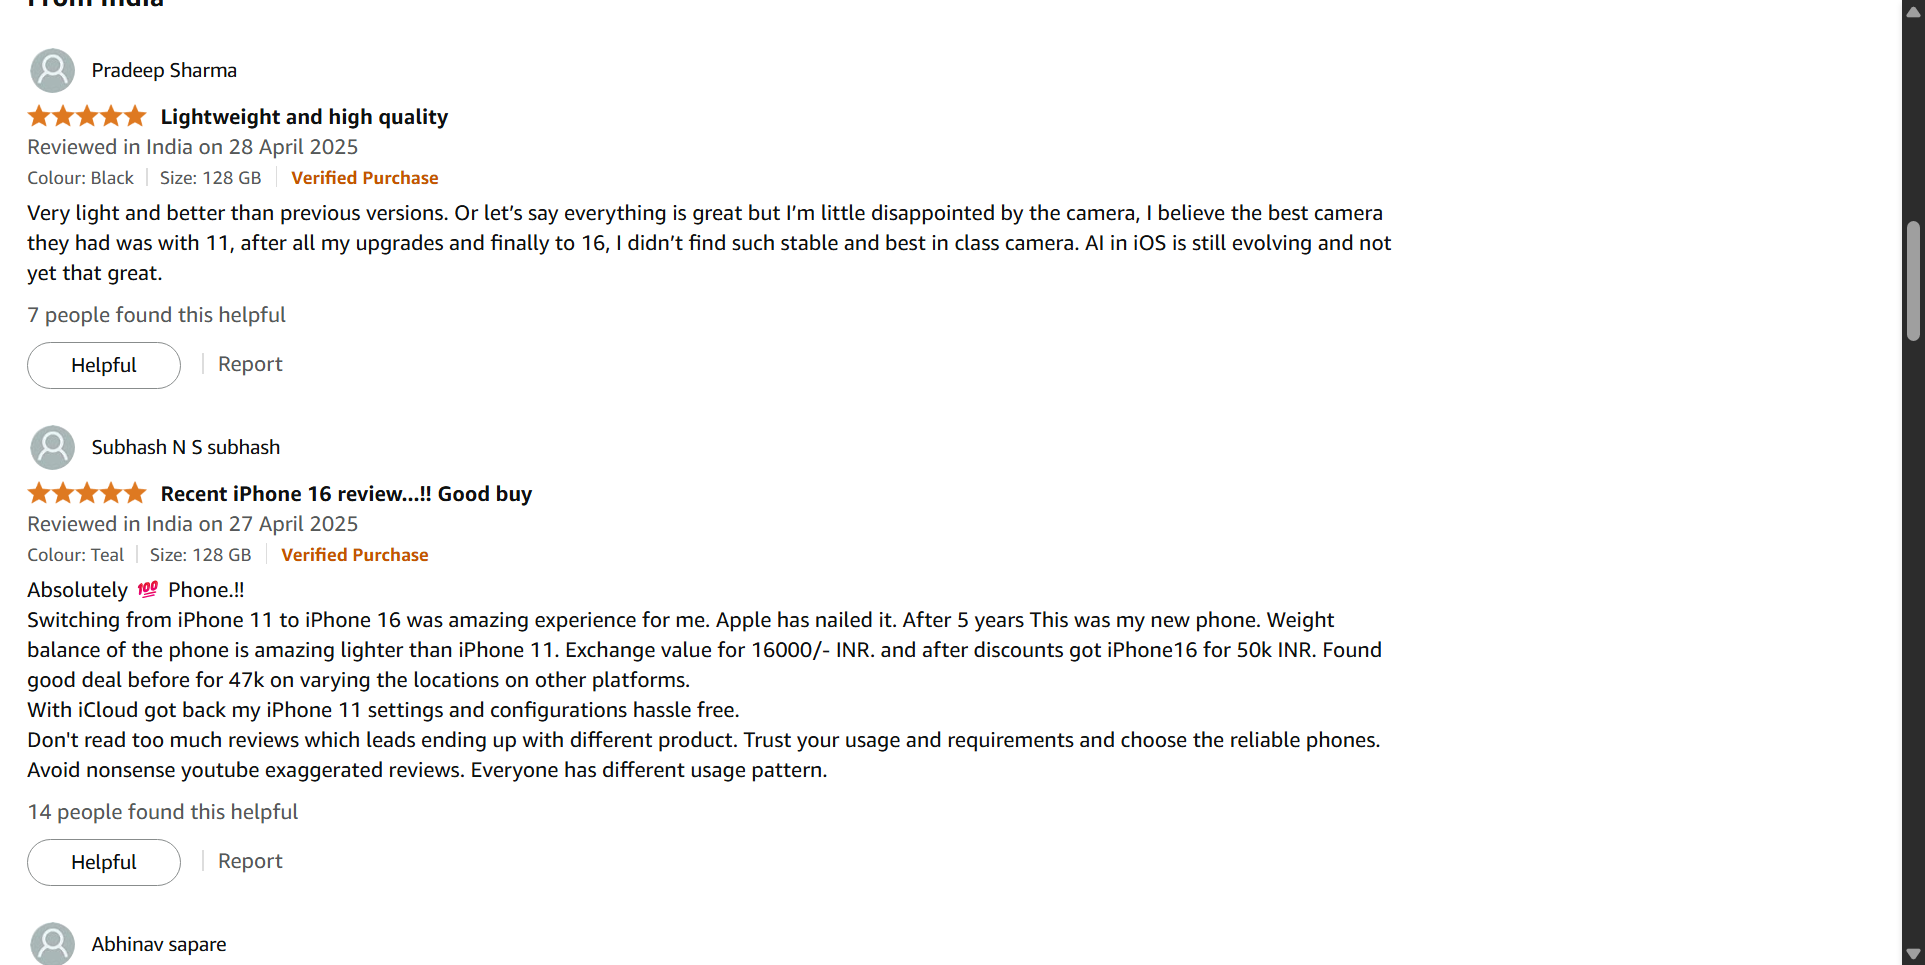 From India
Pradeep Sharma
Lightweight and high quality
Reviewed in India on 28 April 2025
Colour: Black | Size: 128 GB | Verified Purchase
Very light and better than previous versions. Or let’s say everything is great but I’m little disappointed by the camera, I believe the best camera
they had was with 11, after all my upgrades and finally to 16, I didn’t find such stable and best in class camera. AI in iOS is still evolving and not
yet that great.
7 people found this helpful
Helpful | Report
Subhash N S subhash
Recent iPhone 16 review...!! Good buy
Reviewed in India on 27 April 2025
Colour: Teal | Size: 128 GB | Verified Purchase
Absolutely 💯 Phone.!!
Switching from iPhone 11 to iPhone 16 was amazing experience for me. Apple has nailed it. After 5 years This was my new phone. Weight
balance of the phone is amazing lighter than iPhone 11. Exchange value for 16000/- INR. and after discounts got iPhone16 for 50k INR. Found
good deal before for 47k on varying the locations on other platforms.
With iCloud got back my iPhone 11 settings and configurations hassle free.
Don't read too much reviews which leads ending up with different product. Trust your usage and requirements and choose the reliable phones.
Avoid nonsense youtube exaggerated reviews. Everyone has different usage pattern.
14 people found this helpful
Helpful | Report
Abhinav sapare